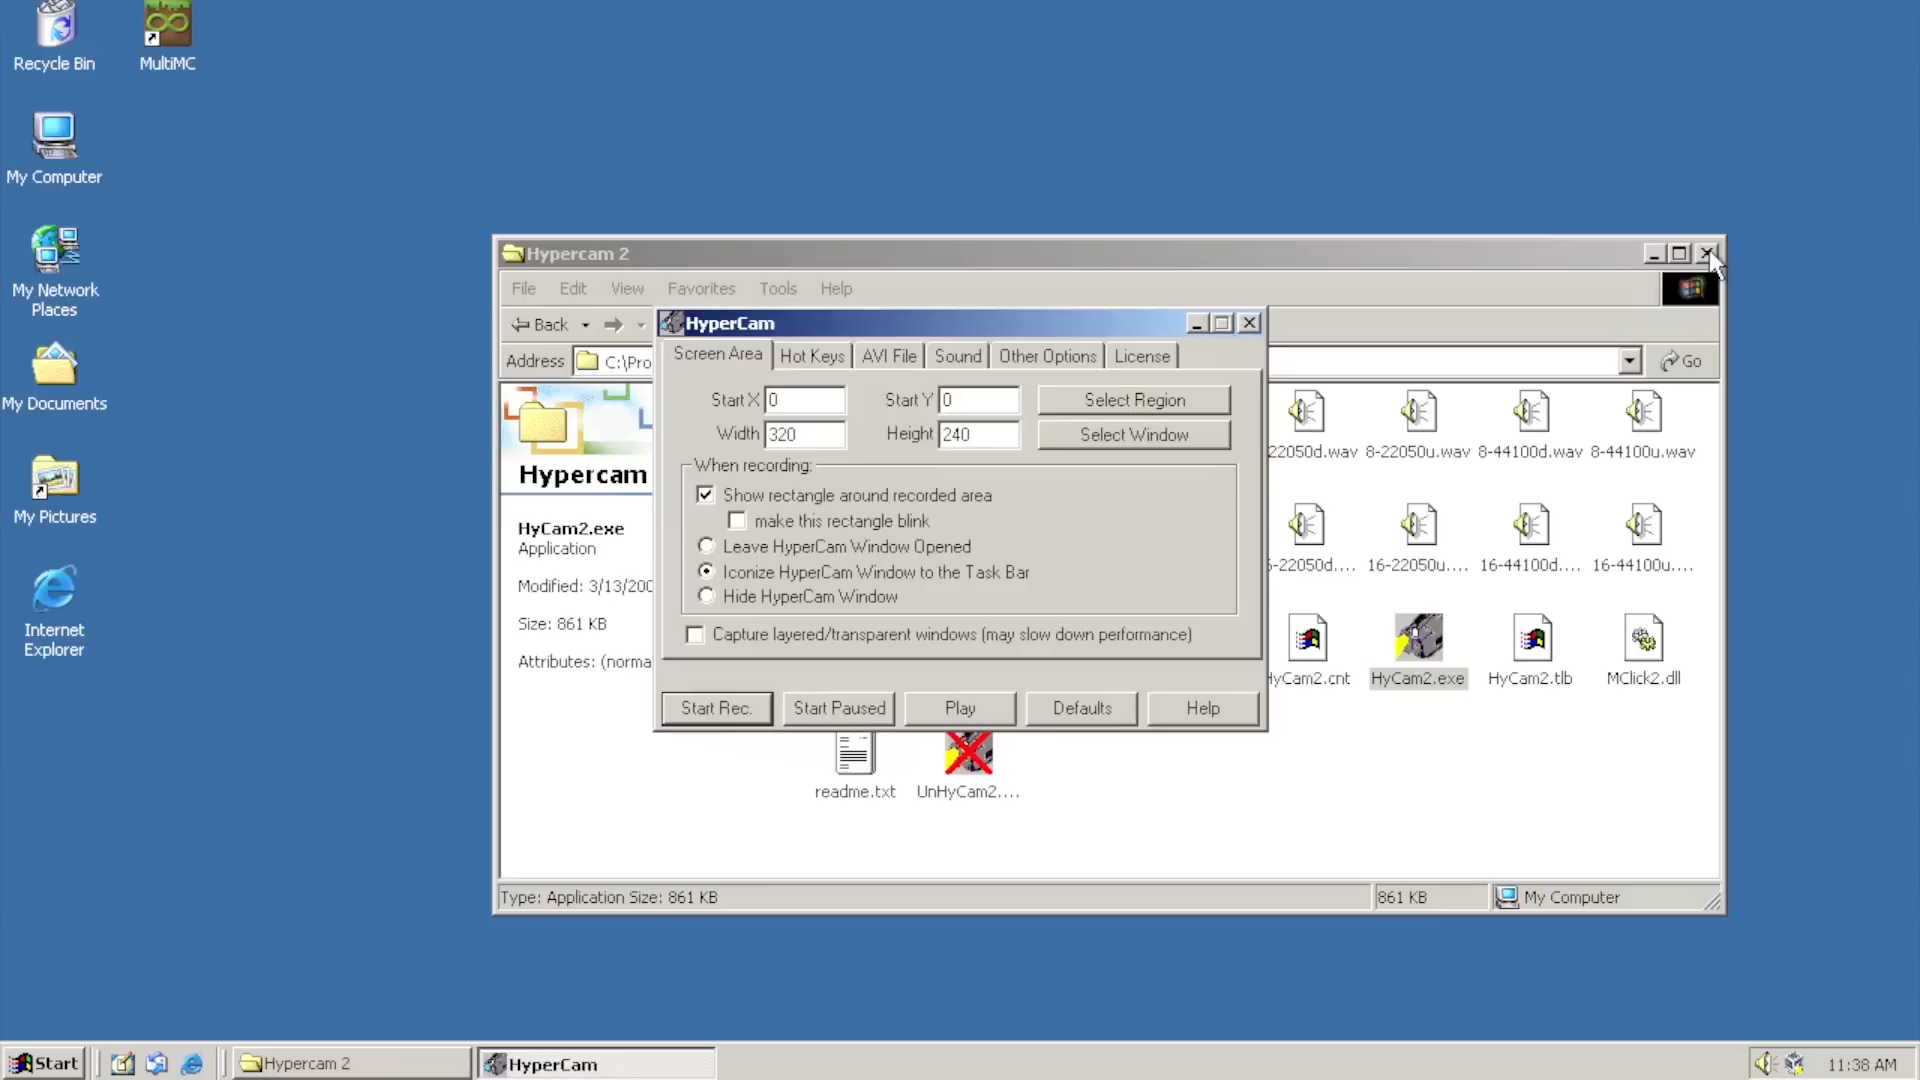 Recycle Bin
MultiMC
My Computer
My Network
Places
My Documents
My Pictures
Internet
Explorer
Hypercam 2
File Edit View Favorites Tools Help
Back
Address C:\Pro
Go
Hypercam
HyCam2.exe
Application
Modified: 3/13/200
Size: 861 KB
Attributes: (norma
HyperCam
Screen Area Hot Keys AVI File Sound Other Options License
Start X 0 Start Y 0 Select Region
Width 320 Height 240 Select Window
When recording:
Show rectangle around recorded area
make this rectangle blink
Leave HyperCam Window Opened
Iconize HyperCam Window to the Task Bar
Hide HyperCam Window
Capture layered/transparent windows (may slow down performance)
Start Rec. Start Paused Play Defaults Help
22050d.wav 8-22050u.wav 8-44100d.wav 8-44100u.wav
-22050d.... 16-22050u.... 16-44100d.... 16-44100u....
HyCam2.cnt HyCam2.exe HyCam2.tlb MClick2.dll
readme.txt UnHyCam2....
Type: Application Size: 861 KB 861 KB My Computer
Start Hypercam 2 HyperCam 11:38 AM